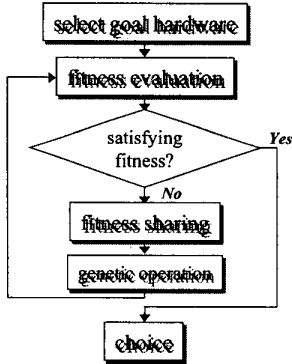 select goal hardware
fitness evaluation
satisfying
fitness?
Yes
No
fitness sharing
genetic operation
choice